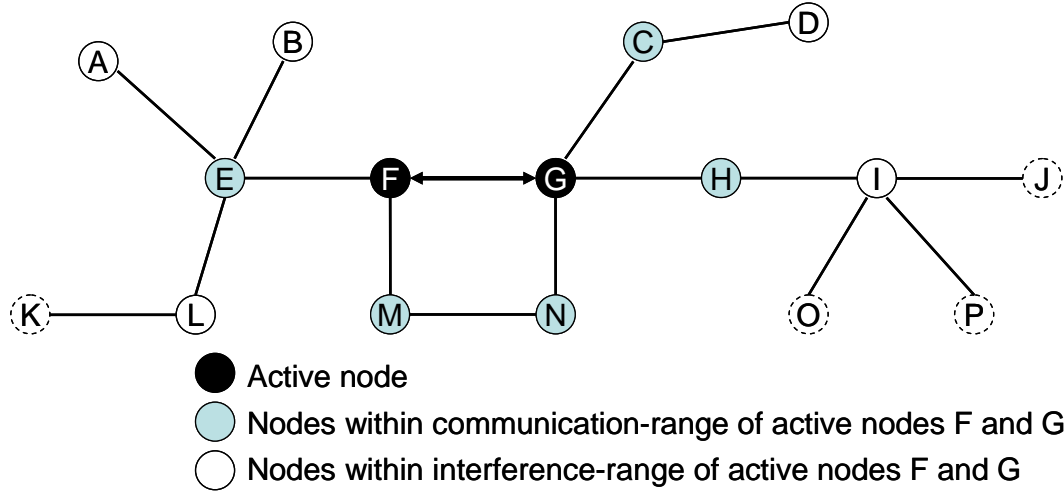 D
B
C
A
E
F
G
H
I
J
K
L
M
N
O
P
Active node
Nodes within communication-range of active nodes F and G
Nodes within interference-range of active nodes F and G